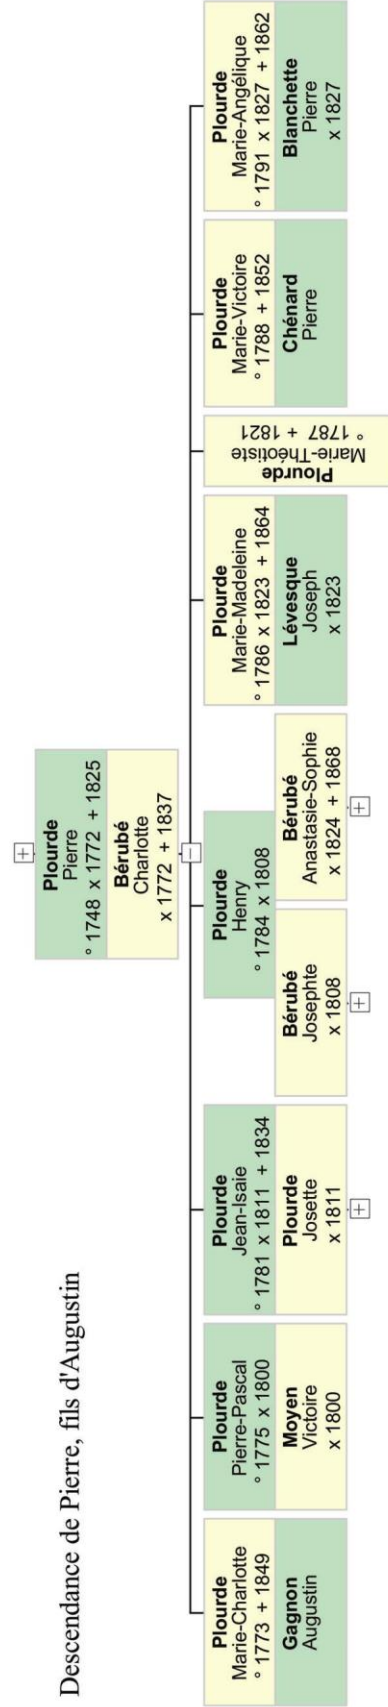 Descendance de Pierre, fils d'Augustin
Plourde
Pierre
° 1748 x 1772 + 1825
Bérubé
Charlotte
x 1772 + 1837
Plourde
Marie-Charlotte
° 1773 + 1849
Gagnon
Augustin
Plourde
Pierre-Pascal
° 1775 x 1800
Moyen
Victoire
x 1800
Plourde
Jean-Isaie
° 1781 x 1811 + 1834
Plourde
Josette
x 1811
Plourde
Henry
° 1784 x 1808
Bérubé
Josephte
x 1808
Bérubé
Anastasie-Sophie
x 1824 + 1868
Plourde
Marie-Madeleine
° 1786 x 1823 + 1864
Lévesque
Joseph
x 1823
Plourde
Marie-Théotiste
° 1787 + 1821
Plourde
Marie-Victoire
° 1788 + 1852
Chénard
Pierre
Plourde
Marie-Angélique
° 1791 x 1827 + 1862
Blanchette
Pierre
x 1827